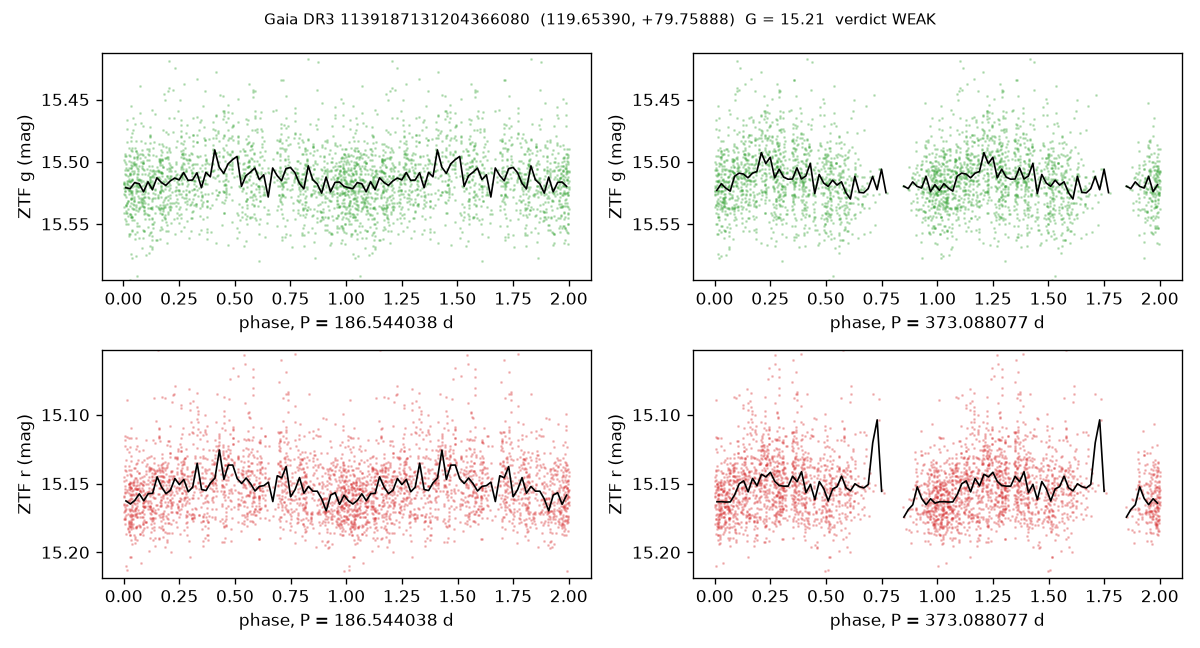 Gaia DR3 1139187131204366080 (119.65390, +79.75888) G = 15.21 verdict WEAK
ZTF g (mag)
15.45
15.50
15.55
0.00 0.25 0.50 0.75 1.00 1.25 1.50 1.75 2.00
phase, P = 186.544038 d
ZTF g (mag)
15.45
15.50
15.55
0.00 0.25 0.50 0.75 1.00 1.25 1.50 1.75 2.00
phase, P = 373.088077 d
ZTF r (mag)
15.10
15.15
15.20
0.00 0.25 0.50 0.75 1.00 1.25 1.50 1.75 2.00
phase, P = 186.544038 d
ZTF r (mag)
15.10
15.15
15.20
0.00 0.25 0.50 0.75 1.00 1.25 1.50 1.75 2.00
phase, P = 373.088077 d